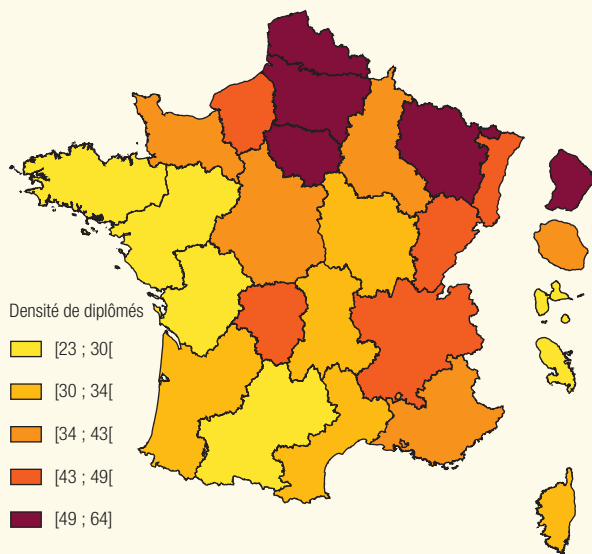 Densité de diplômés
[23 ; 30[
[30 ; 34[
[34 ; 43[
[43 ; 49[
[49 ; 64]